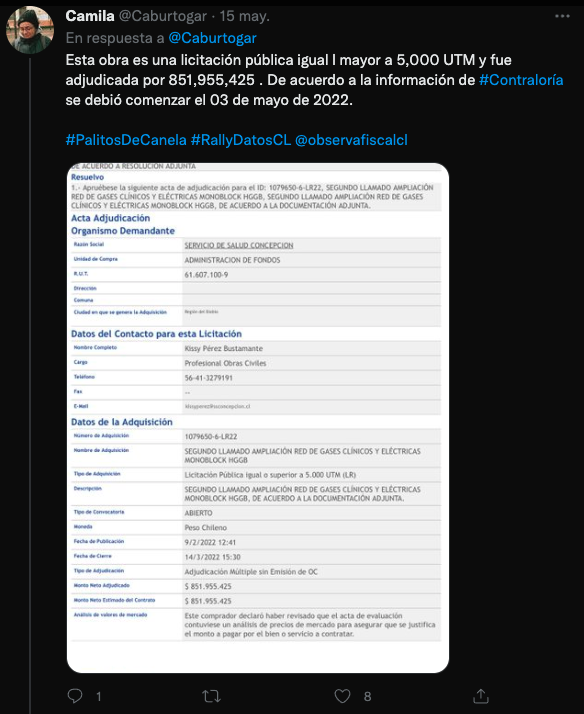 Camila @Caburtogar · 15 may.
En respuesta a @Caburtogar
Esta obra es una licitación pública igual l mayor a 5,000 UTM y fue
adjudicada por 851,955,425 . De acuerdo a la información de #Contraloría
se debió comenzar el 03 de mayo de 2022.
#PalitosDeCanela #RallyDatosCL @observafiscalcl
DE ACUERDO A RESOLUCIÓN ADJUNTA
Resuelvo
1.- Apruébese la siguiente acta de adjudicación para el ID: 1079650-6-LR22, SEGUNDO LLAMADO AMPLIACIÓN
RED DE GASES CLÍNICOS Y ELÉCTRICAS MONOBLOCK HGGB, SEGUNDO LLAMADO AMPLIACIÓN RED DE GASES
CLÍNICOS Y ELÉCTRICAS MONOBLOCK HGGB, DE ACUERDO A LA DOCUMENTACIÓN ADJUNTA.
Acta Adjudicación
Organismo Demandante
Razón Social SERVICIO DE SALUD CONCEPCION
Unidad de Compra ADMINISTRACION DE FONDOS
R.U.T. 61.607.100-9
Dirección
Comuna
Ciudad en que se genera la Adquisición Región del Biobío
Datos del Contacto para esta Licitación
Nombre Completo Kissy Pérez Bustamante
Cargo Profesional Obras Civiles
Teléfono 56-41-3279191
Fax --
E-Mail kissyperez@ssconcepcion.cl
Datos de la Adquisición
Número de Adquisición 1079650-6-LR22
Nombre de Adquisición SEGUNDO LLAMADO AMPLIACIÓN RED DE GASES CLÍNICOS Y ELÉCTRICAS
MONOBLOCK HGGB
Tipo de Adquisición Licitación Pública igual o superior a 5.000 UTM (LR)
Descripción SEGUNDO LLAMADO AMPLIACIÓN RED DE GASES CLÍNICOS Y ELÉCTRICAS
MONOBLOCK HGGB, DE ACUERDO A LA DOCUMENTACIÓN ADJUNTA.
Tipo de Convocatoria ABIERTO
Moneda Peso Chileno
Fecha de Publicación 9/2/2022 12:41
Fecha de Cierre 14/3/2022 15:30
Tipo de Adjudicación Adjudicación Múltiple sin Emisión de OC
Monto Neto Adjudicado $ 851.955.425
Monto Neto Estimado del Contrato $ 851.955.425
Análisis de valores de mercado Este comprador declaró haber revisado que el acta de evaluación
contuviese un análisis de precios de mercado para asegurar que se justifica
el monto a pagar por el bien o servicio a contratar.
1 8